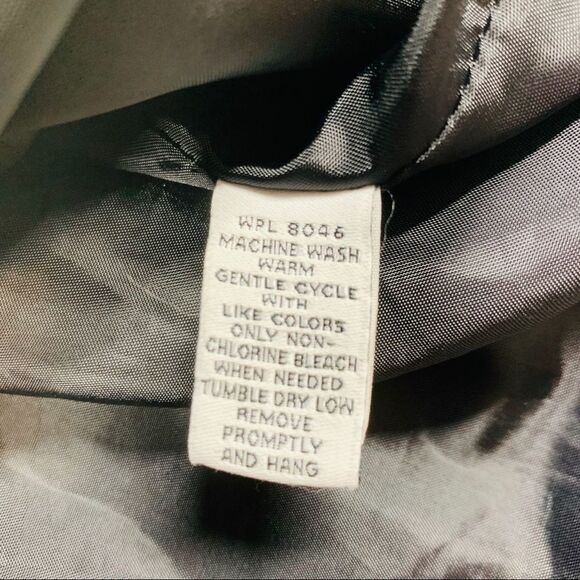 WPL 8046
MACHINE WASH
WARM
GENTLE CYCLE
WITH
LIKE COLORS
ONLY NON-
CHLORINE BLEACH
WHEN NEEDED
TUMBLE DRY LOW
REMOVE
PROMPTLY
AND HANG